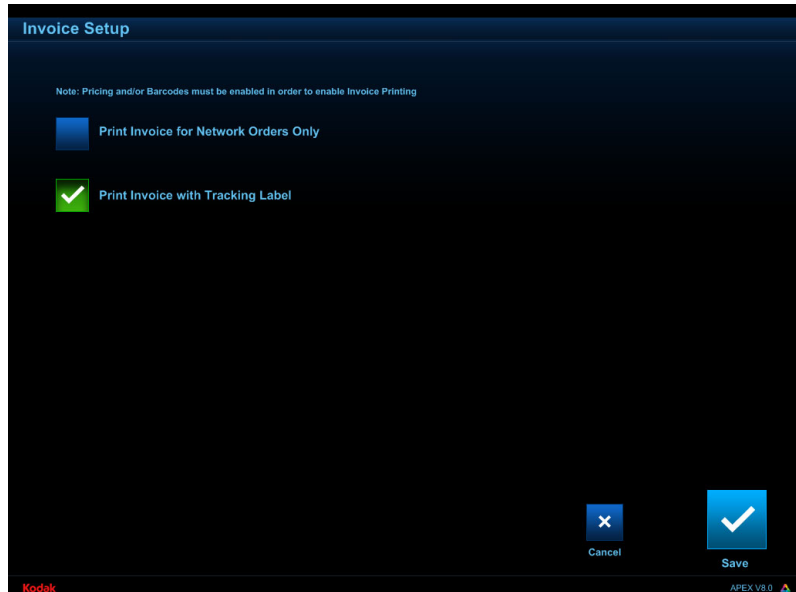 Invoice Setup
Note: Pricing and/or Barcodes must be enabled in order to enable Invoice Printing
Print Invoice for Network Orders Only
Print Invoice with Tracking Label
Cancel
Save
Kodak
APEX V8.0